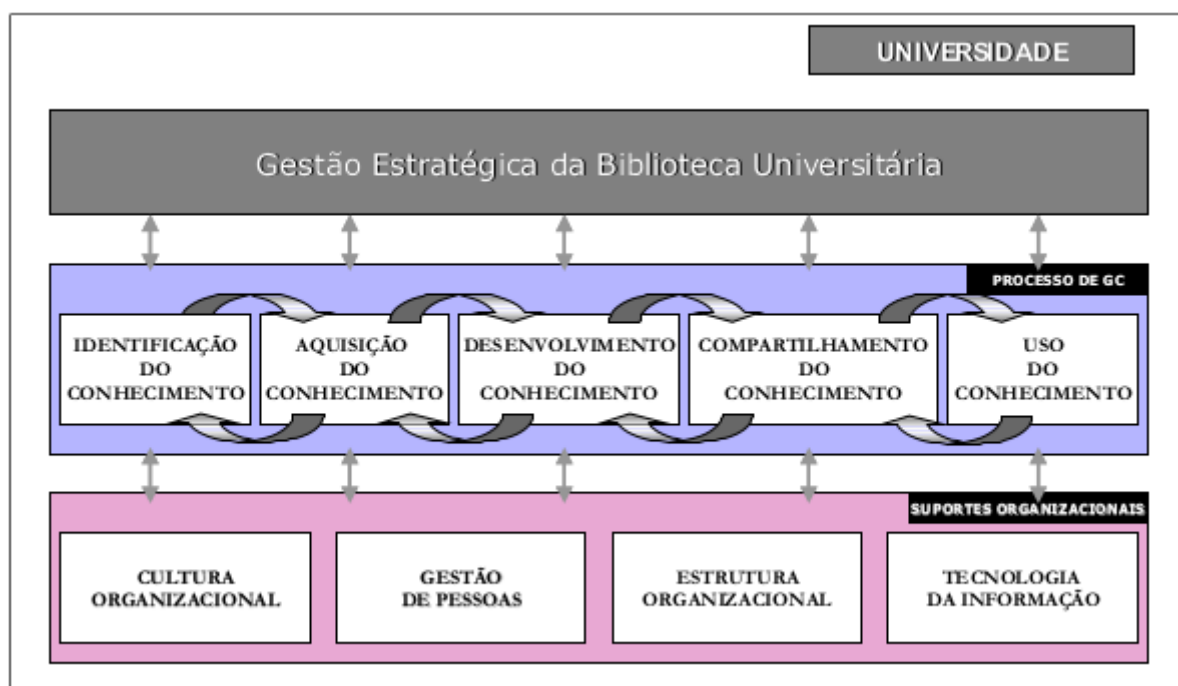 UNIVERSIDADE
Gestão Estratégica da Biblioteca Universitária
PROCESSO DE GC
IDENTIFICAÇÃO
DO
CONHECIMENTO
AQUISIÇÃO
DO
CONHECIMENTO
DESENVOLVIMENTO
DO
CONHECIMENTO
COMPARTILHAMENTO
DO
CONHECIMENTO
USO
DO
CONHECIMENTO
SUPORTES ORGANIZACIONAIS
CULTURA
ORGANIZACIONAL
GESTÃO
DE PESSOAS
ESTRUTURA
ORGANIZACIONAL
TECNOLOGIA
DA INFORMAÇÃO